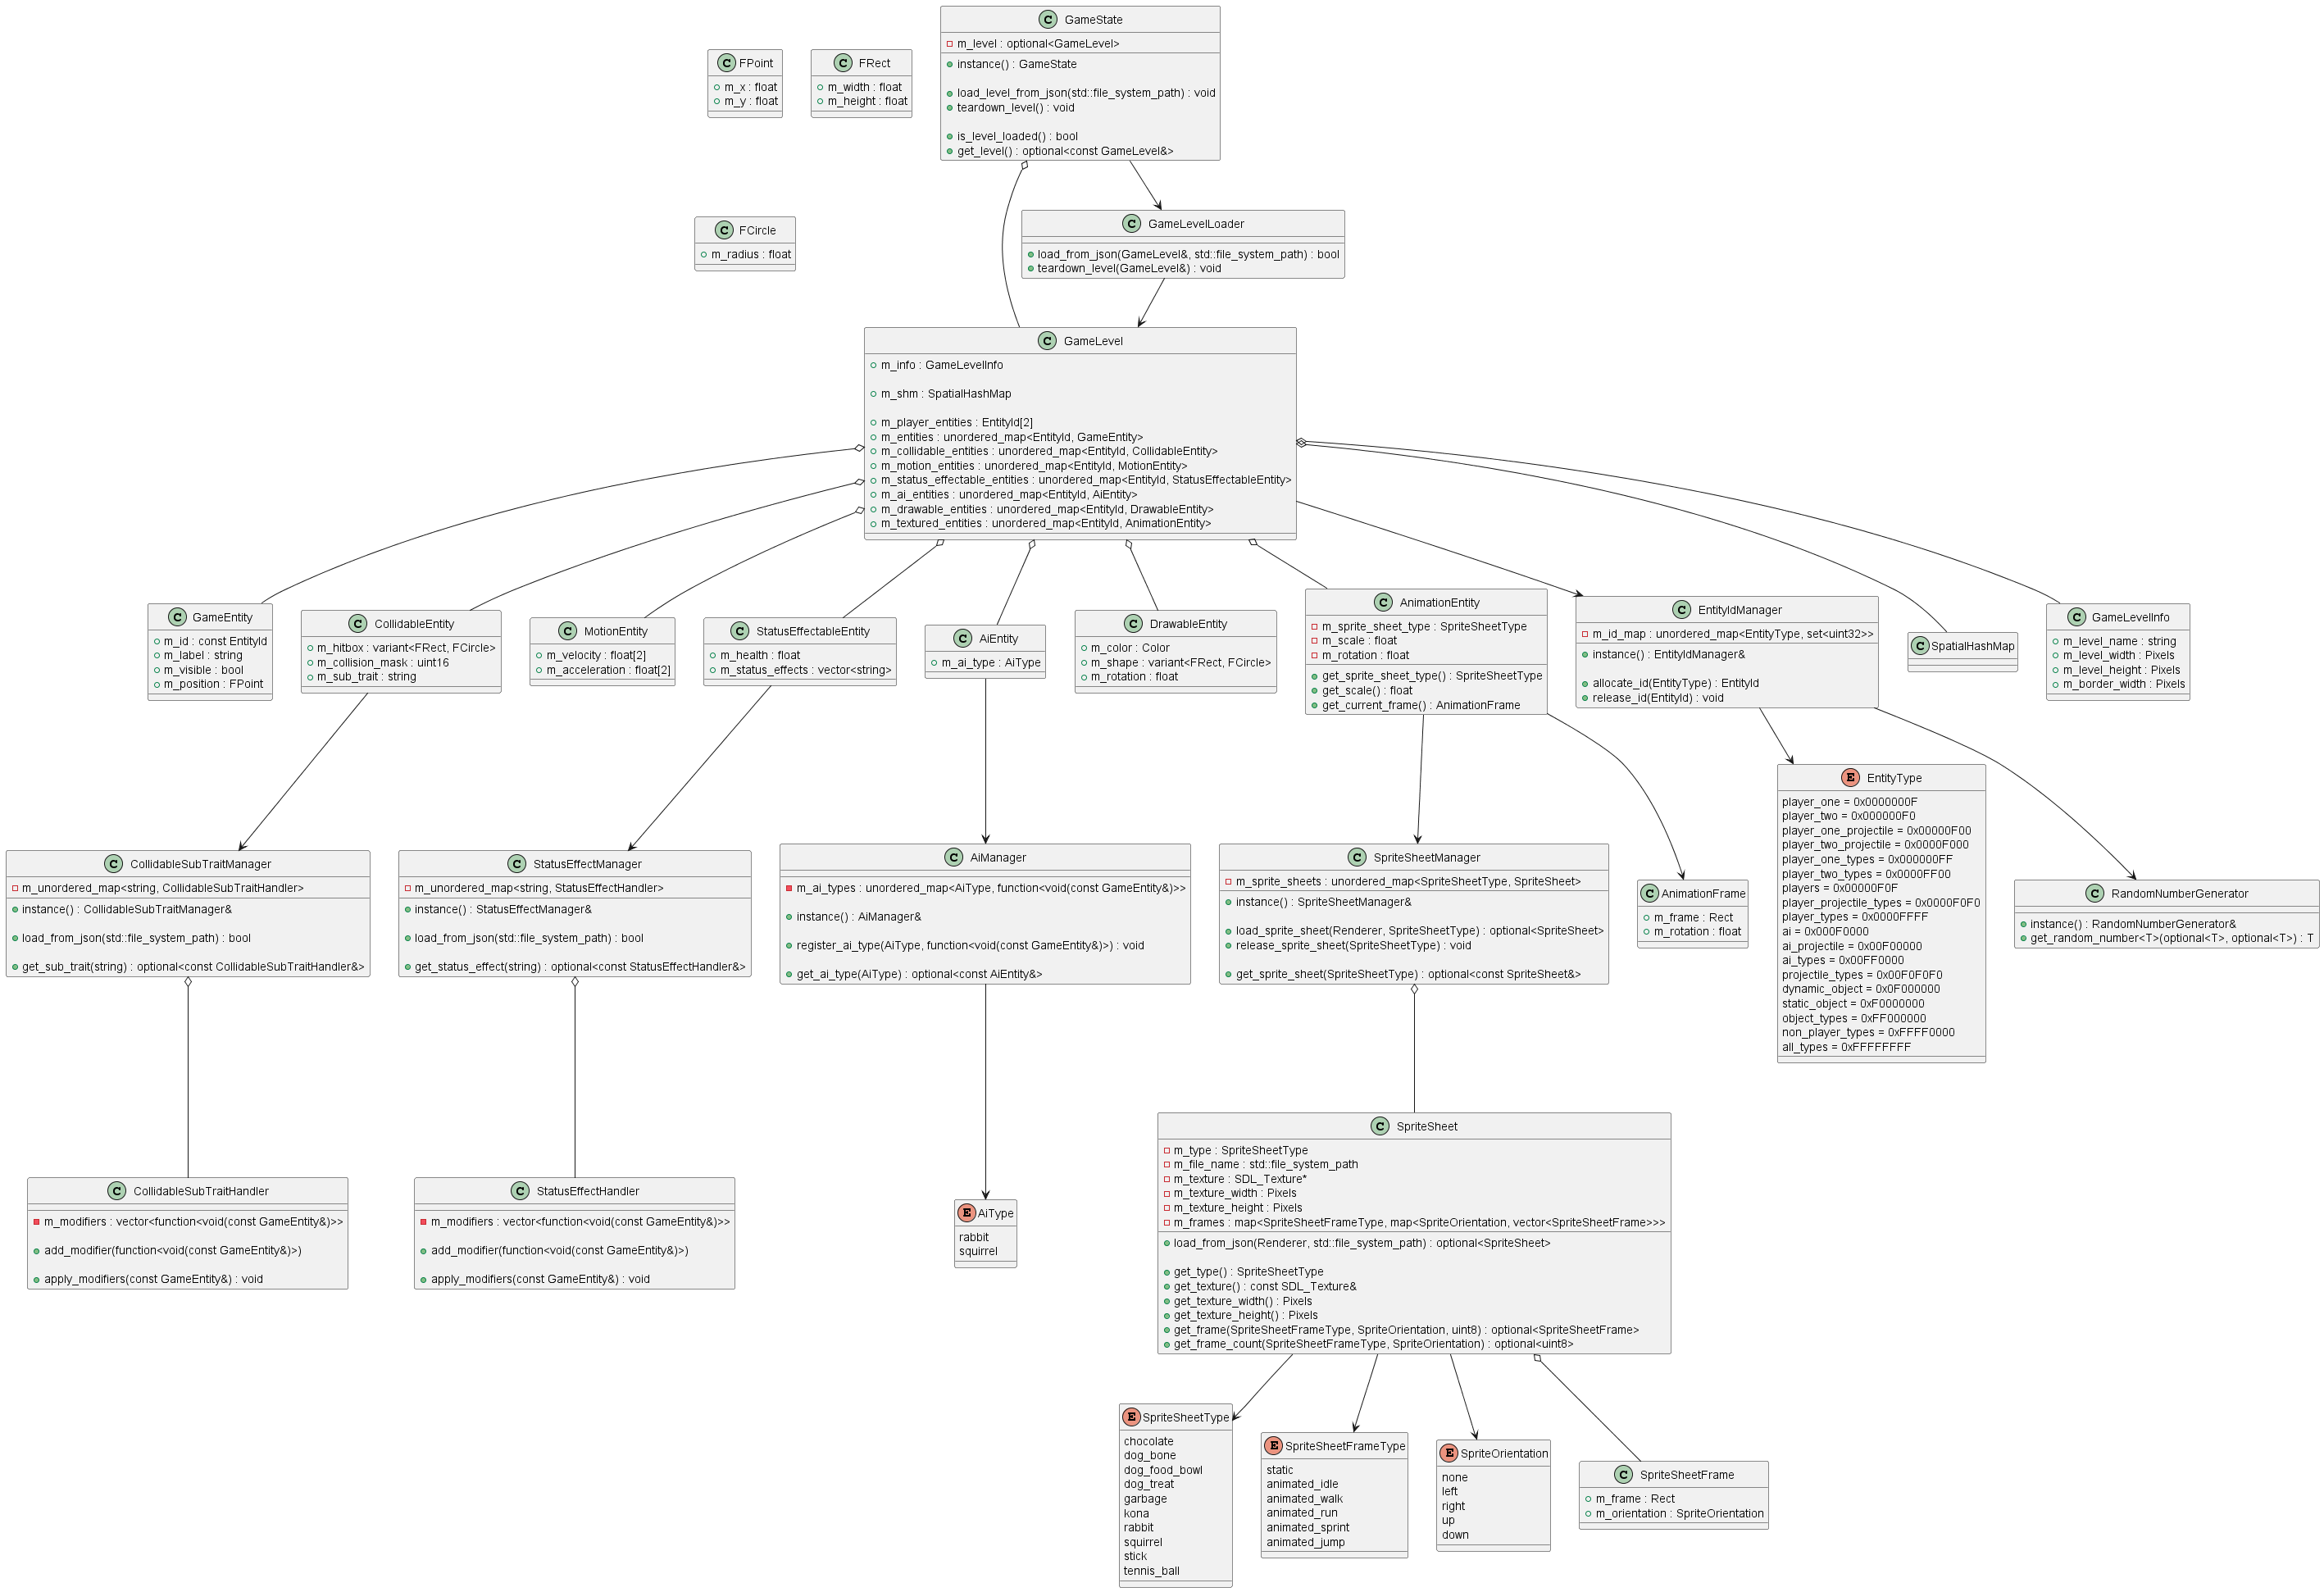 C GameState
m_level : optional<GameLevel>
instance() : GameState
load_level_from_json(std::file_system_path) : void
teardown_level() : void
is_level_loaded() : bool
get_level() : optional<const GameLevel&>
C FPoint
m_x : float
m_y : float
C FRect
m_width : float
m_height : float
C FCircle
m_radius : float
C GameLevelLoader
load_from_json(GameLevel&, std::file_system_path) : bool
teardown_level(GameLevel&) : void
C GameLevel
m_info : GameLevelInfo
m_shm : SpatialHashMap
m_player_entities : EntityId[2]
m_entities : unordered_map<EntityId, GameEntity>
m_collidable_entities : unordered_map<EntityId, CollidableEntity>
m_motion_entities : unordered_map<EntityId, MotionEntity>
m_status_effectable_entities : unordered_map<EntityId, StatusEffectableEntity>
m_ai_entities : unordered_map<EntityId, AiEntity>
m_drawable_entities : unordered_map<EntityId, DrawableEntity>
m_textured_entities : unordered_map<EntityId, AnimationEntity>
C GameEntity
m_id : const EntityId
m_label : string
m_visible : bool
m_position : FPoint
C CollidableEntity
m_hitbox : variant<FRect, FCircle>
m_collision_mask : uint16
m_sub_trait : string
C MotionEntity
m_velocity : float[2]
m_acceleration : float[2]
C StatusEffectableEntity
m_health : float
m_status_effects : vector<string>
C AiEntity
m_ai_type : AiType
C DrawableEntity
m_color : Color
m_shape : variant<FRect, FCircle>
m_rotation : float
C AnimationEntity
m_sprite_sheet_type : SpriteSheetType
m_scale : float
m_rotation : float
get_sprite_sheet_type() : SpriteSheetType
get_scale() : float
get_current_frame() : AnimationFrame
C EntityIdManager
m_id_map : unordered_map<EntityType, set<uint32>>
instance() : EntityIdManager&
allocate_id(EntityType) : EntityId
release_id(EntityId) : void
C SpatialHashMap
C GameLevelInfo
m_level_name : string
m_level_width : Pixels
m_level_height : Pixels
m_border_width : Pixels
C CollidableSubTraitManager
m_unordered_map<string, CollidableSubTraitHandler>
instance() : CollidableSubTraitManager&
load_from_json(std::file_system_path) : bool
get_sub_trait(string) : optional<const CollidableSubTraitHandler&>
C StatusEffectManager
m_unordered_map<string, StatusEffectHandler>
instance() : StatusEffectManager&
load_from_json(std::file_system_path) : bool
get_status_effect(string) : optional<const StatusEffectHandler&>
C AiManager
m_ai_types : unordered_map<AiType, function<void(const GameEntity&)>>
instance() : AiManager&
register_ai_type(AiType, function<void(const GameEntity&)>) : void
get_ai_type(AiType) : optional<const AiEntity&>
C SpriteSheetManager
m_sprite_sheets : unordered_map<SpriteSheetType, SpriteSheet>
instance() : SpriteSheetManager&
load_sprite_sheet(Renderer, SpriteSheetType) : optional<SpriteSheet>
release_sprite_sheet(SpriteSheetType) : void
get_sprite_sheet(SpriteSheetType) : optional<const SpriteSheet&>
C AnimationFrame
m_frame : Rect
m_rotation : float
E EntityType
player_one = 0x0000000F
player_two = 0x000000F0
player_one_projectile = 0x00000F00
player_two_projectile = 0x0000F000
player_one_types = 0x000000FF
player_two_types = 0x0000FF00
players = 0x00000F0F
player_projectile_types = 0x0000F0F0
player_types = 0x0000FFFF
ai = 0x000F0000
ai_projectile = 0x00F00000
ai_types = 0x00FF0000
projectile_types = 0x00F0F0F0
dynamic_object = 0x0F000000
static_object = 0xF0000000
object_types = 0xFF000000
non_player_types = 0xFFFF0000
all_types = 0xFFFFFFFF
C RandomNumberGenerator
instance() : RandomNumberGenerator&
get_random_number<T>(optional<T>, optional<T>) : T
C CollidableSubTraitHandler
m_modifiers : vector<function<void(const GameEntity&)>>
add_modifier(function<void(const GameEntity&)>)
apply_modifiers(const GameEntity&) : void
C StatusEffectHandler
m_modifiers : vector<function<void(const GameEntity&)>>
add_modifier(function<void(const GameEntity&)>)
apply_modifiers(const GameEntity&) : void
E AiType
rabbit
squirrel
C SpriteSheet
m_type : SpriteSheetType
m_file_name : std::file_system_path
m_texture : SDL_Texture*
m_texture_width : Pixels
m_texture_height : Pixels
m_frames : map<SpriteSheetFrameType, map<SpriteOrientation, vector<SpriteSheetFrame>>>
load_from_json(Renderer, std::file_system_path) : optional<SpriteSheet>
get_type() : SpriteSheetType
get_texture() : const SDL_Texture&
get_texture_width() : Pixels
get_texture_height() : Pixels
get_frame(SpriteSheetFrameType, SpriteOrientation, uint8) : optional<SpriteSheetFrame>
get_frame_count(SpriteSheetFrameType, SpriteOrientation) : optional<uint8>
E SpriteSheetType
chocolate
dog_bone
dog_food_bowl
dog_treat
garbage
kona
rabbit
squirrel
stick
tennis_ball
E SpriteSheetFrameType
static
animated_idle
animated_walk
animated_run
animated_sprint
animated_jump
E SpriteOrientation
none
left
right
up
down
C SpriteSheetFrame
m_frame : Rect
m_orientation : SpriteOrientation